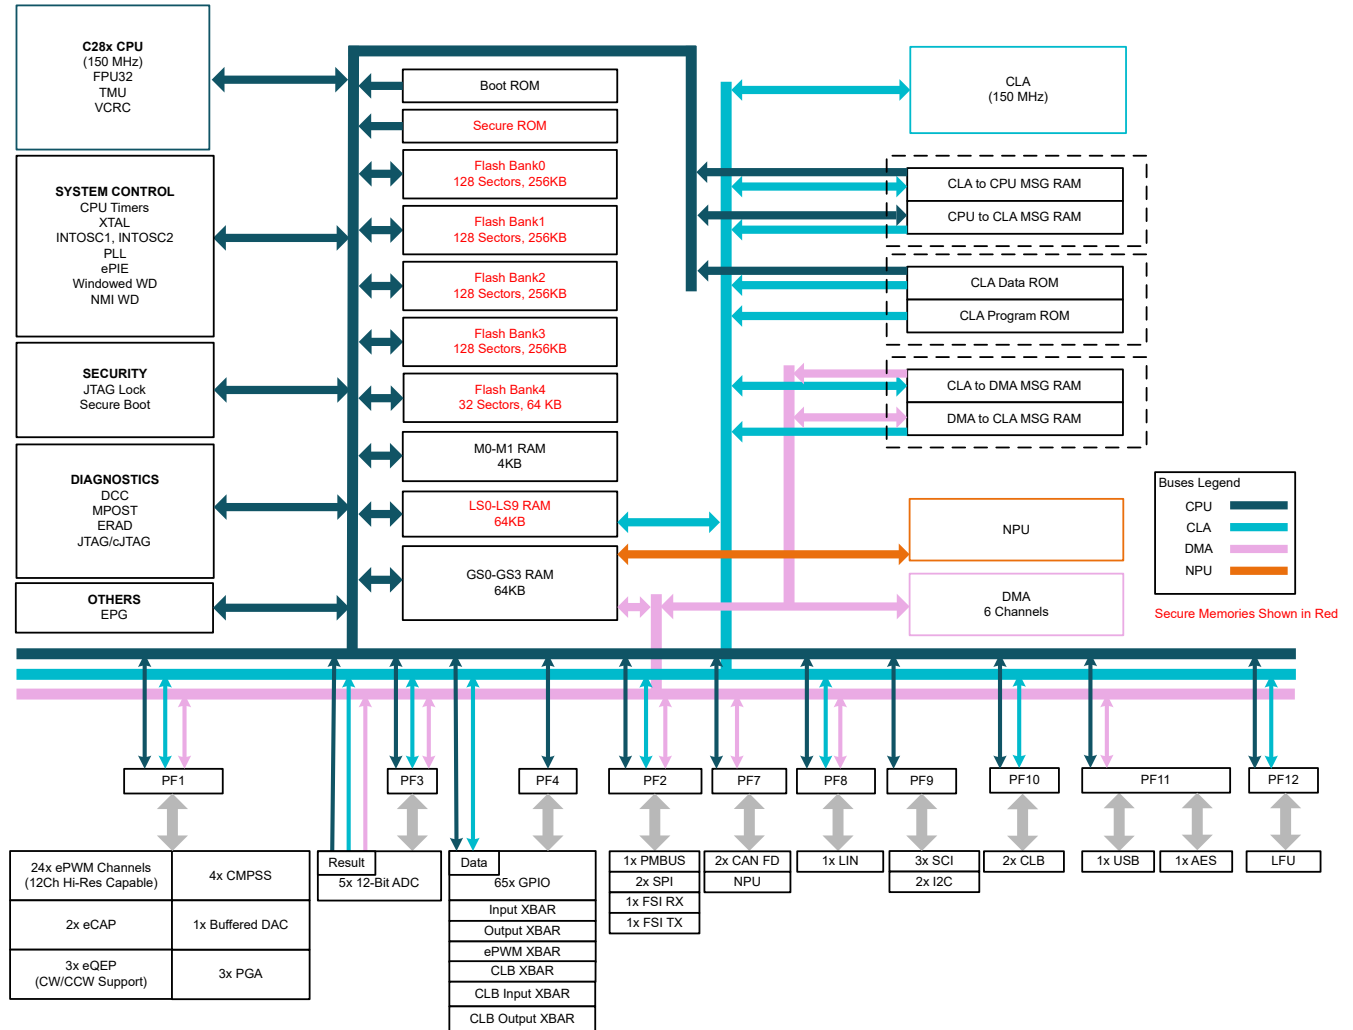 C28x CPU
(150 MHz)
FPU32
TMU
VCRC
SYSTEM CONTROL
CPU Timers
XTAL
INTOSC1, INTOSC2
PLL
ePIE
Windowed WD
NMI WD
SECURITY
JTAG Lock
Secure Boot
DIAGNOSTICS
DCC
MPOST
ERAD
JTAG/cJTAG
OTHERS
EPG
Boot ROM
Secure ROM
Flash Bank0
128 Sectors, 256KB
Flash Bank1
128 Sectors, 256KB
Flash Bank2
128 Sectors, 256KB
Flash Bank3
128 Sectors, 256KB
Flash Bank4
32 Sectors, 64 KB
M0-M1 RAM
4KB
LS0-LS9 RAM
64KB
GS0-GS3 RAM
64KB
CLA
(150 MHz)
CLA to CPU MSG RAM
CPU to CLA MSG RAM
CLA Data ROM
CLA Program ROM
CLA to DMA MSG RAM
DMA to CLA MSG RAM
NPU
DMA
6 Channels
Buses Legend
CPU
CLA
DMA
NPU
Secure Memories Shown in Red
PF1
PF3
PF4
PF2
PF7
PF8
PF9
PF10
PF11
PF12
24x ePWM Channels
(12Ch Hi-Res Capable)
4x CMPSS
2x eCAP
1x Buffered DAC
3x eQEP
(CW/CCW Support)
3x PGA
Result
5x 12-Bit ADC
Data
65x GPIO
Input XBAR
Output XBAR
ePWM XBAR
CLB XBAR
CLB Input XBAR
CLB Output XBAR
1x PMBUS
2x SPI
1x FSI RX
1x FSI TX
2x CAN FD
NPU
1x LIN
3x SCI
2x I2C
2x CLB
1x USB
1x AES
LFU